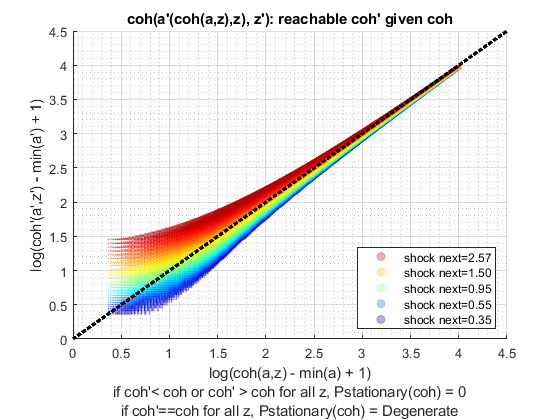 coh(a'(coh(a,z),z), z'): reachable coh' given coh
log(coh'(a',z') - min(a') + 1)
4.5
4
3.5
3
2.5
2
1.5
1
0.5
0
shock next=2.57
shock next=1.50
shock next=0.95
shock next=0.55
shock next=0.35
0 0.5 1 1.5 2 2.5 3 3.5 4 4.5
log(coh(a,z) - min(a) + 1)
if coh'< coh or coh' > coh for all z, Pstationary(coh) = 0
if coh'==coh for all z, Pstationary(coh) = Degenerate